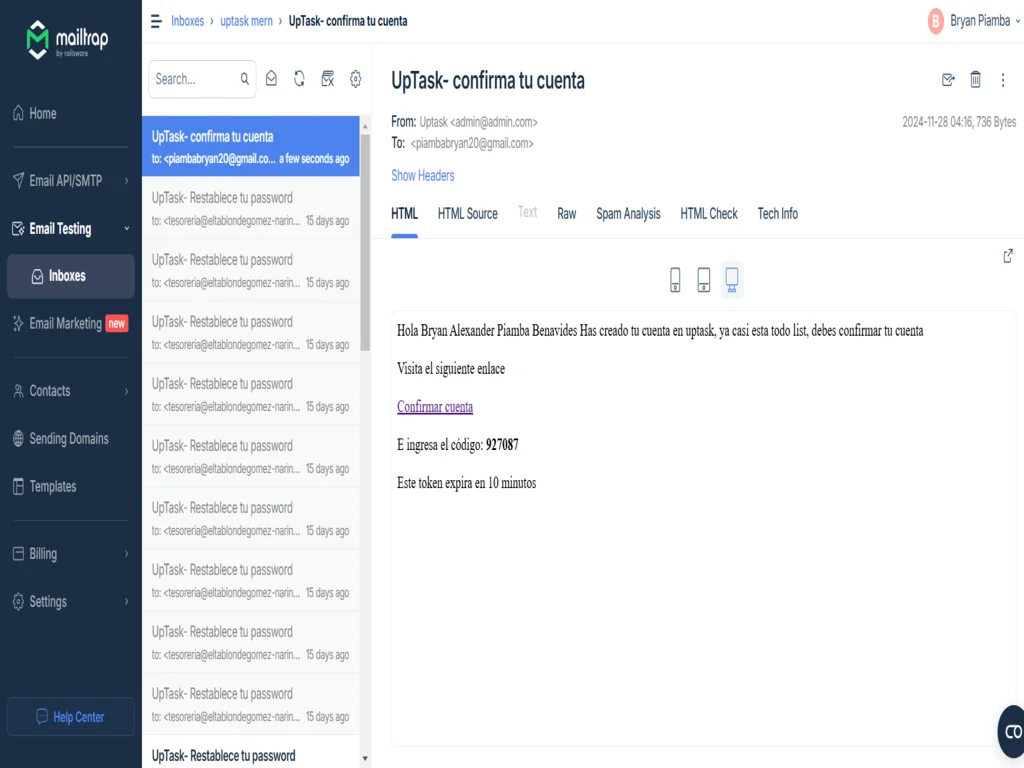 mailtrap
by railsware
Home
Email API/SMTP
Email Testing
Inboxes
Email Marketing new
Contacts
Sending Domains
Templates
Billing
Settings
Help Center
Inboxes › uptask mern › UpTask- confirma tu cuenta
B Bryan Piamba
Search...
UpTask- confirma tu cuenta
to: <piambabryan20@gmail.co... a few seconds ago
UpTask- Restablece tu password
to: <tesoreria@eltablondegomez-narin... 15 days ago
UpTask- Restablece tu password
to: <tesoreria@eltablondegomez-narin... 15 days ago
UpTask- Restablece tu password
to: <tesoreria@eltablondegomez-narin... 15 days ago
UpTask- Restablece tu password
to: <tesoreria@eltablondegomez-narin... 15 days ago
UpTask- Restablece tu password
to: <tesoreria@eltablondegomez-narin... 15 days ago
UpTask- Restablece tu password
to: <tesoreria@eltablondegomez-narin... 15 days ago
UpTask- Restablece tu password
to: <tesoreria@eltablondegomez-narin... 15 days ago
UpTask- Restablece tu password
to: <tesoreria@eltablondegomez-narin... 15 days ago
UpTask- Restablece tu password
to: <tesoreria@eltablondegomez-narin... 15 days ago
UpTask- Restablece tu password
UpTask- confirma tu cuenta
From: Uptask <admin@admin.com>
2024-11-28 04:16, 736 Bytes
To: <piambabryan20@gmail.com>
Show Headers
HTML HTML Source Text Raw Spam Analysis HTML Check Tech Info
Hola Bryan Alexander Piamba Benavides Has creado tu cuenta en uptask, ya casi esta todo list, debes confirmar tu cuenta
Visita el siguiente enlace
Confirmar cuenta
E ingresa el código: 927087
Este token expira en 10 minutos